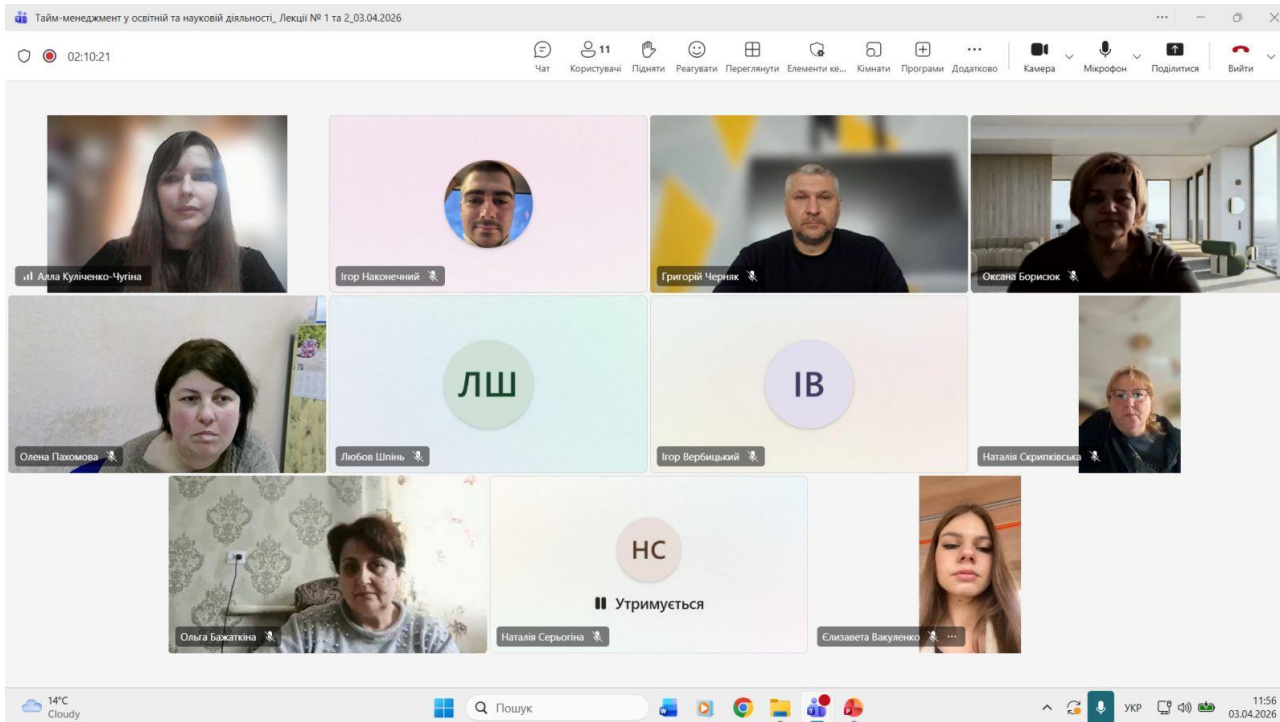 Тайм-менеджмент у освітній та науковій діяльності_ Лекції № 1 та 2_03.04.2026
02:10:21
11
Чат Користувачі Підняти Реагувати Переглянути Елементи ке... Кімнати Програми Додатково Камера Мікрофон Поділитися Вийти
Алла Куліченко-Чугіна
Ігор Наконечний
Григорій Черняк
Оксана Борисюк
Олена Пахомова
ЛШ
Любов Шпінь
ІВ
Ігор Вербицький
Наталія Скрипківська
Ольга Бажаткіна
НС
Утримується
Наталія Серьогіна
Єлизавета Вакуленко
14°C
Cloudy
Пошук
УКР
11:56
03.04.2026